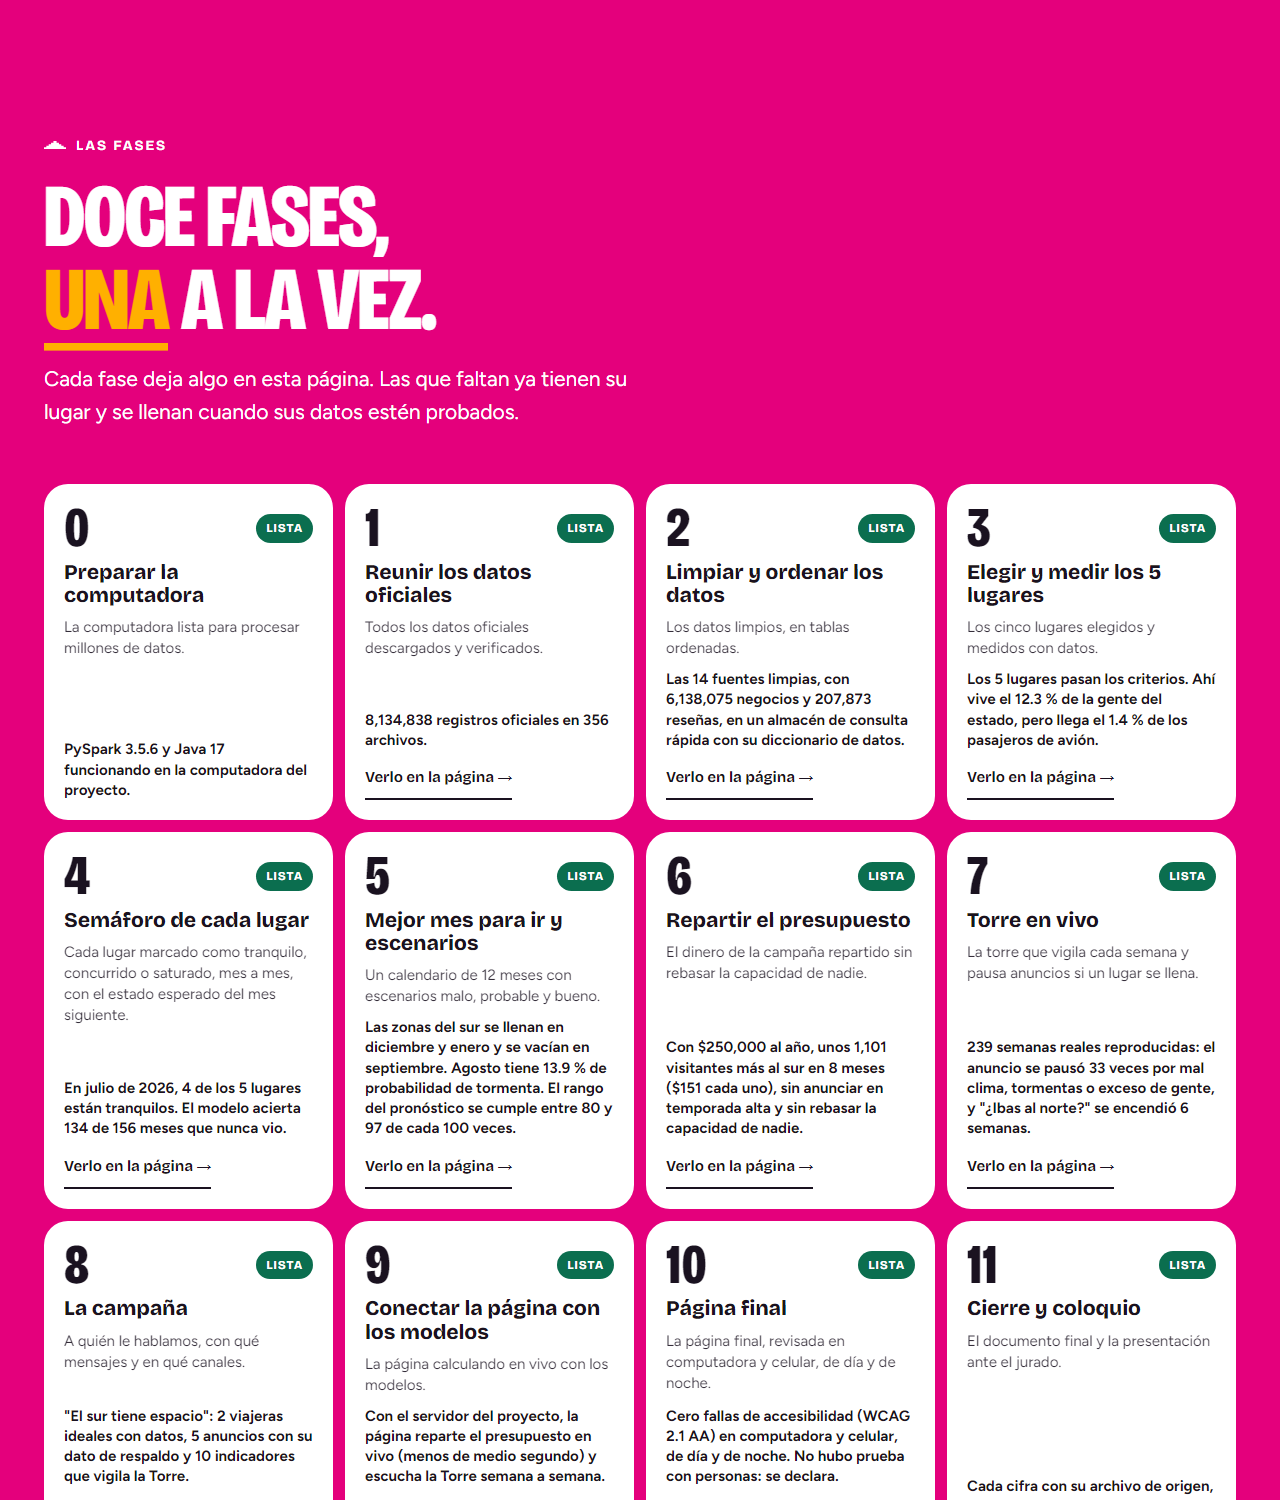 LAS FASES
DOCE FASES,
UNA A LA VEZ.
Cada fase deja algo en esta página. Las que faltan ya tienen su
lugar y se llenan cuando sus datos estén probados.
0
LISTA
Preparar la
computadora
La computadora lista para procesar
millones de datos.
PySpark 3.5.6 y Java 17
funcionando en la computadora del
proyecto.
1
LISTA
Reunir los datos
oficiales
Todos los datos oficiales
descargados y verificados.
8,134,838 registros oficiales en 356
archivos.
Verlo en la página →
2
LISTA
Limpiar y ordenar los
datos
Los datos limpios, en tablas
ordenadas.
Las 14 fuentes limpias, con
6,138,075 negocios y 207,873
reseñas, en un almacén de consulta
rápida con su diccionario de datos.
Verlo en la página →
3
LISTA
Elegir y medir los 5
lugares
Los cinco lugares elegidos y
medidos con datos.
Los 5 lugares pasan los criterios. Ahí
vive el 12.3 % de la gente del
estado, pero llega el 1.4 % de los
pasajeros de avión.
Verlo en la página →
4
LISTA
Semáforo de cada lugar
Cada lugar marcado como tranquilo,
concurrido o saturado, mes a mes,
con el estado esperado del mes
siguiente.
En julio de 2026, 4 de los 5 lugares
están tranquilos. El modelo acierta
134 de 156 meses que nunca vio.
Verlo en la página →
5
LISTA
Mejor mes para ir y
escenarios
Un calendario de 12 meses con
escenarios malo, probable y bueno.
Las zonas del sur se llenan en
diciembre y enero y se vacían en
septiembre. Agosto tiene 13.9 % de
probabilidad de tormenta. El rango
del pronóstico se cumple entre 80 y
97 de cada 100 veces.
Verlo en la página →
6
LISTA
Repartir el presupuesto
El dinero de la campaña repartido sin
rebasar la capacidad de nadie.
Con $250,000 al año, unos 1,101
visitantes más al sur en 8 meses
($151 cada uno), sin anunciar en
temporada alta y sin rebasar la
capacidad de nadie.
Verlo en la página →
7
LISTA
Torre en vivo
La torre que vigila cada semana y
pausa anuncios si un lugar se llena.
239 semanas reales reproducidas: el
anuncio se pausó 33 veces por mal
clima, tormentas o exceso de gente,
y "¿Ibas al norte?" se encendió 6
semanas.
Verlo en la página →
8
LISTA
La campaña
A quién le hablamos, con qué
mensajes y en qué canales.
"El sur tiene espacio": 2 viajeras
ideales con datos, 5 anuncios con su
dato de respaldo y 10 indicadores
que vigila la Torre.
9
LISTA
Conectar la página con
los modelos
La página calculando en vivo con los
modelos.
Con el servidor del proyecto, la
página reparte el presupuesto en
vivo (menos de medio segundo) y
escucha la Torre semana a semana.
10
LISTA
Página final
La página final, revisada en
computadora y celular, de día y de
noche.
Cero fallas de accesibilidad (WCAG
2.1 AA) en computadora y celular,
de día y de noche. No hubo prueba
con personas: se declara.
11
LISTA
Cierre y coloquio
El documento final y la presentación
ante el jurado.
Cada cifra con su archivo de origen,